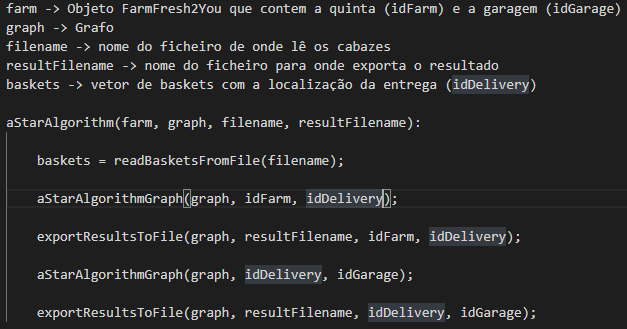 farm -> Objeto FarmFresh2You que contem a quinta (idFarm) e a garagem (idGarage)
graph -> Grafo
filename -> nome do ficheiro de onde lê os cabazes
resultFilename -> nome do ficheiro para onde exporta o resultado
baskets -> vetor de baskets com a localização da entrega (idDelivery)
aStarAlgorithm(farm, graph, filename, resultFilename):
baskets = readBasketsFromFile(filename);
aStarAlgorithmGraph(graph, idFarm, idDelivery);
exportResultsToFile(graph, resultFilename, idFarm, idDelivery);
aStarAlgorithmGraph(graph, idDelivery, idGarage);
exportResultsToFile(graph, resultFilename, idDelivery, idGarage);